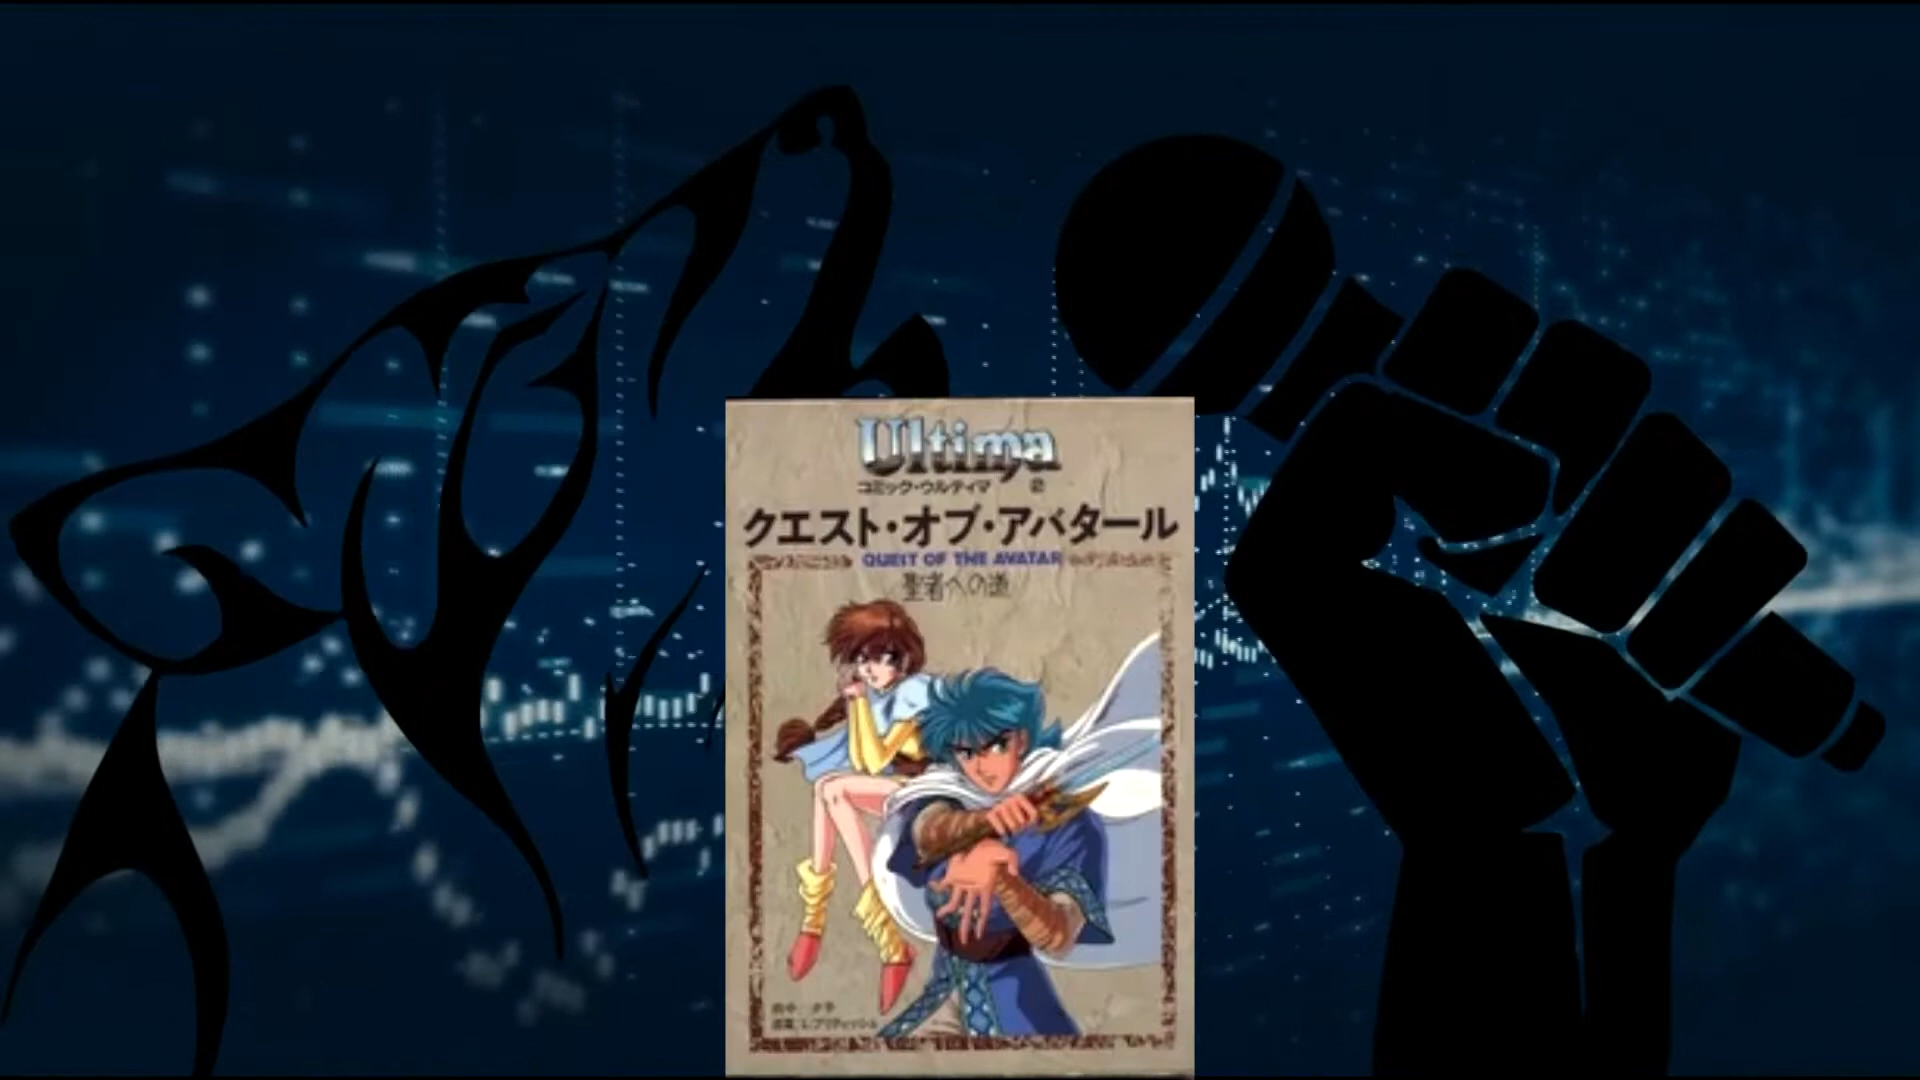 Ultima
コミック・ウルティマ 2
クエスト・オブ・アバタール
QUEST OF THE AVATAR
聖者への道